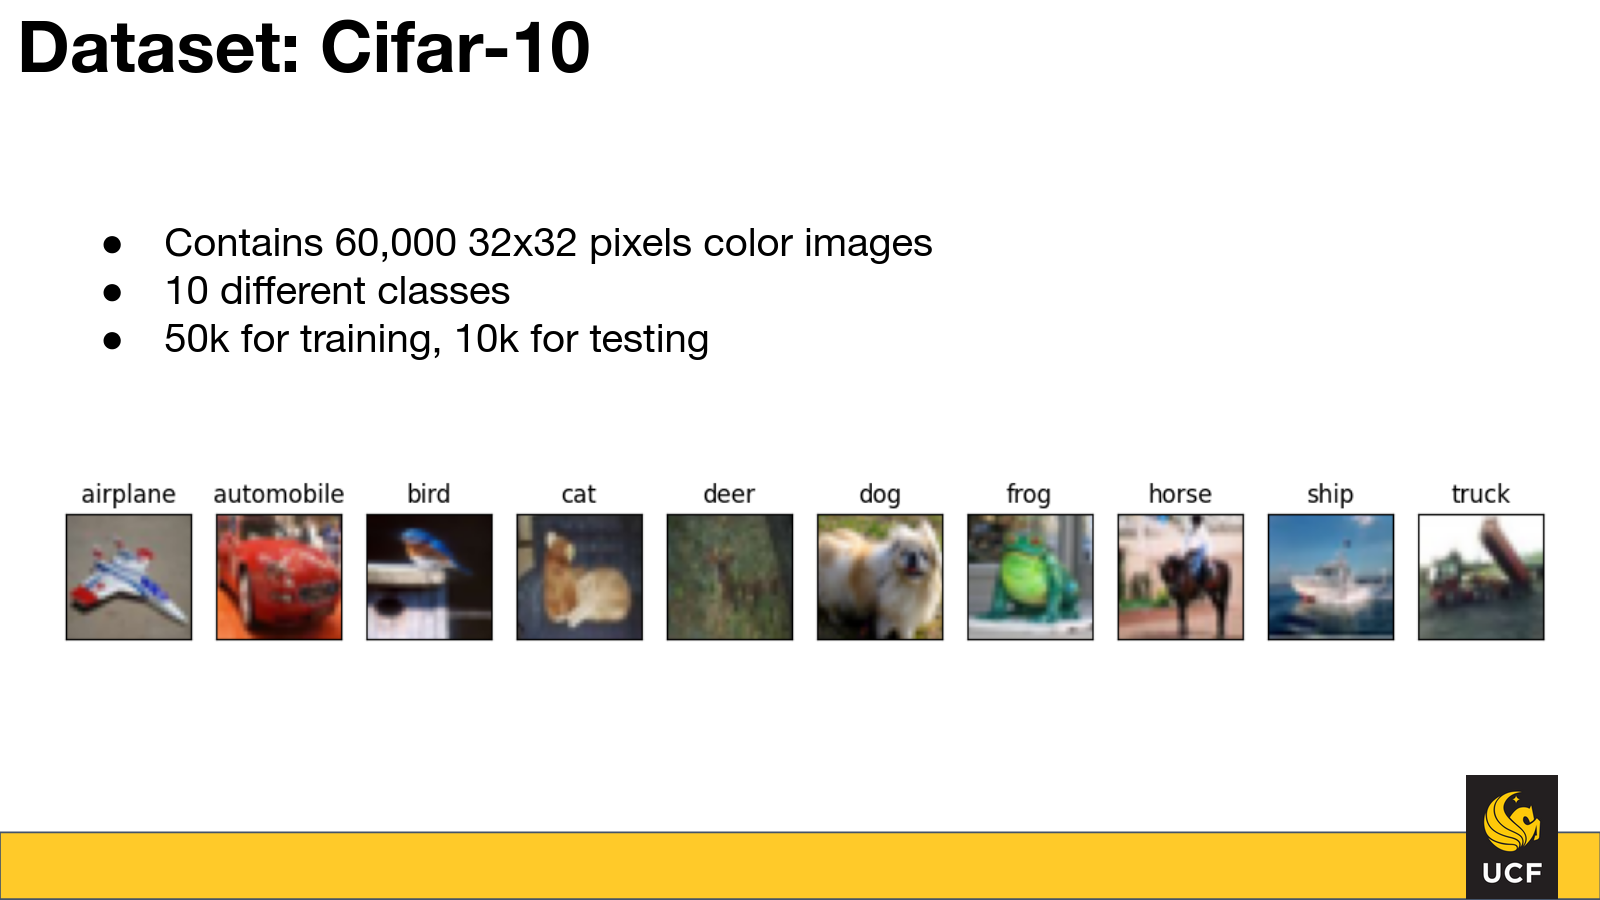 Dataset: Cifar-10
● Contains 60,000 32x32 pixels color images
● 10 different classes
● 50k for training, 10k for testing
airplane automobile bird cat deer dog frog horse ship truck
UCF